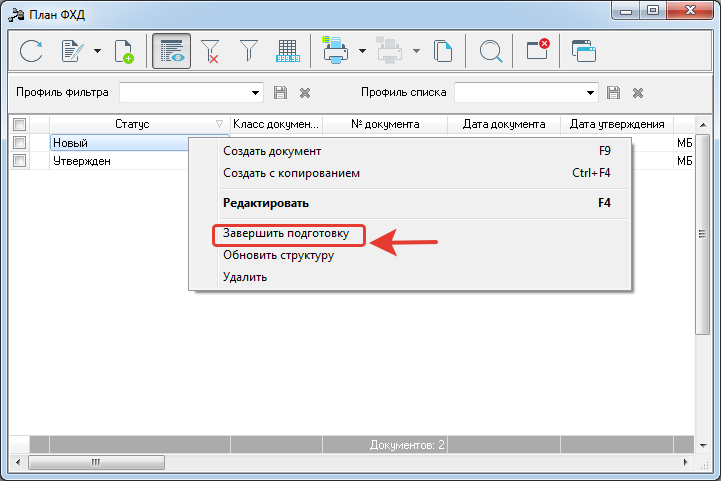 План ФХД
Профиль фильтра Профиль списка
Статус Класс докумен... № документа Дата документа Дата утверждения
Новый МБ
Утвержден МБ
Создать документ F9
Создать с копированием Ctrl+F4
Редактировать F4
Завершить подготовку
Обновить структуру
Удалить
Документов: 2